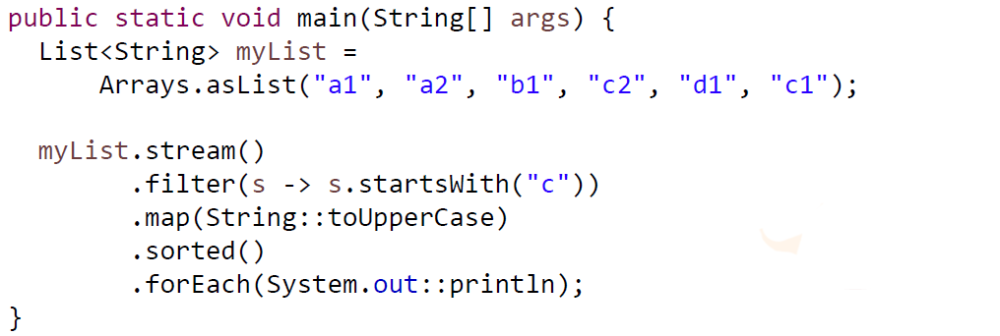 public static void main(String[] args) {
  List<String> myList =
      Arrays.asList("a1", "a2", "b1", "c2", "d1", "c1");

  myList.stream()
        .filter(s -> s.startsWith("c"))
        .map(String::toUpperCase)
        .sorted()
        .forEach(System.out::println);
}